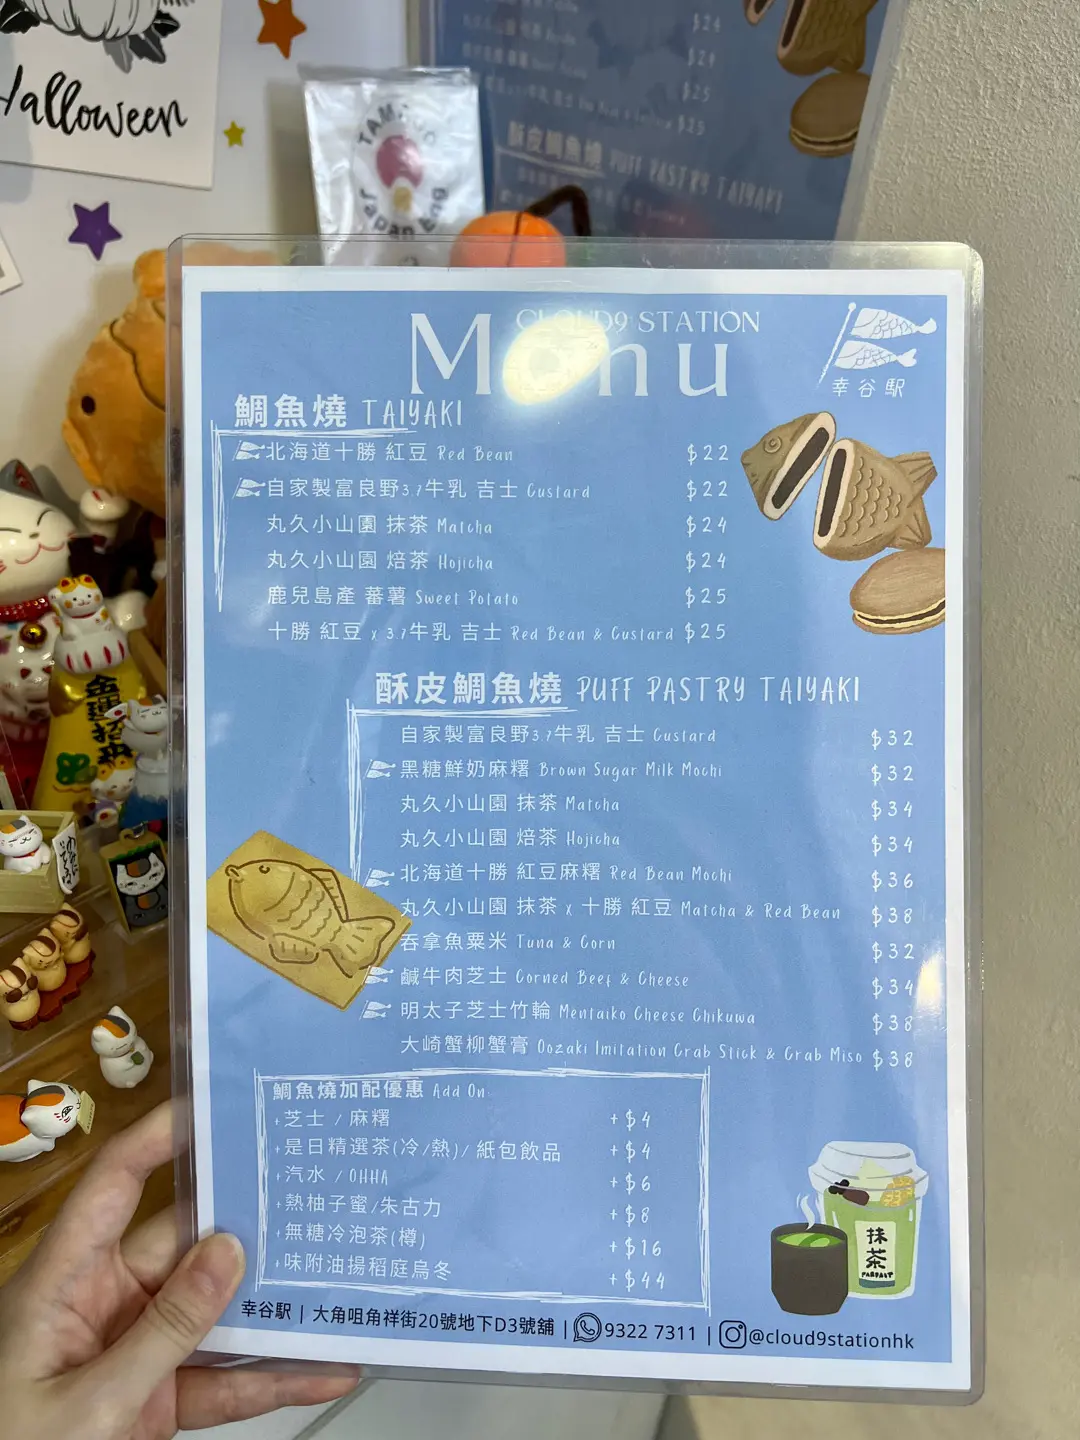 Halloween
$24
$24
$25
$25
酥皮鯛魚燒 PUFF PASTRY TAIYAKI
CLOUD9 STATION
Menu
幸谷駅
鯛魚燒 TAIYAKI
北海道十勝 紅豆 Red Bean $22
自家製富良野3.7牛乳 吉士 Custard $22
丸久小山園 抹茶 Matcha $24
丸久小山園 焙茶 Hojicha $24
鹿兒島產 蕃薯 Sweet Potato $25
十勝 紅豆 x 3.7牛乳 吉士 Red Bean & Custard $25
酥皮鯛魚燒 PUFF PASTRY TAIYAKI
自家製富良野3.7牛乳 吉士 Custard $32
黑糖鮮奶麻糬 Brown Sugar Milk Mochi $32
丸久小山園 抹茶 Matcha $34
丸久小山園 焙茶 Hojicha $34
北海道十勝 紅豆麻糬 Red Bean Mochi $36
丸久小山園 抹茶 x 十勝 紅豆 Matcha & Red Bean $38
吞拿魚粟米 Tuna & Corn $32
鹹牛肉芝士 Corned Beef & Cheese $34
明太子芝士竹輪 Mentaiko Cheese Chikuwa $38
大崎蟹柳蟹膏 Oozaki Imitation Crab Stick & Crab Miso $38
鯛魚燒加配優惠 Add On:
+芝士 / 麻糬 +$4
+是日精選茶(冷/熱)/ 紙包飲品 +$4
+汽水 / OHHA +$6
+熱柚子蜜/朱古力 +$8
+無糖冷泡茶(樽) +$16
+味附油揚稻庭烏冬 +$44
抹茶
PARFAIT
幸谷駅 | 大角咀角祥街20號地下D3號舖 | 9322 7311 | @cloud9stationhk